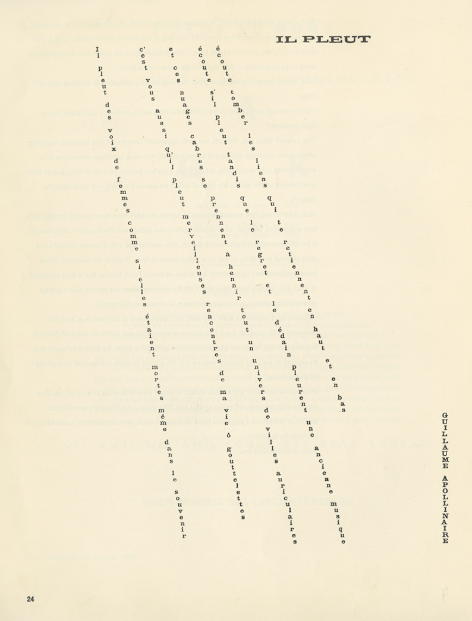 IL PLEUT
Il pleut des voix de femmes comme si elles étaient mortes même dans le souvenir
c'est vous aussi qu'il pleut merveilleuses rencontres de ma vie ô gouttelettes
et ces nuages cabrés se prennent à hennir tout un univers de villes auriculaires
écoute s'il pleut tandis que le regret et le dédain pleurent une ancienne musique
écoute tomber les liens qui te retiennent en haut et en bas
GUILLAUME APOLLINAIRE
24